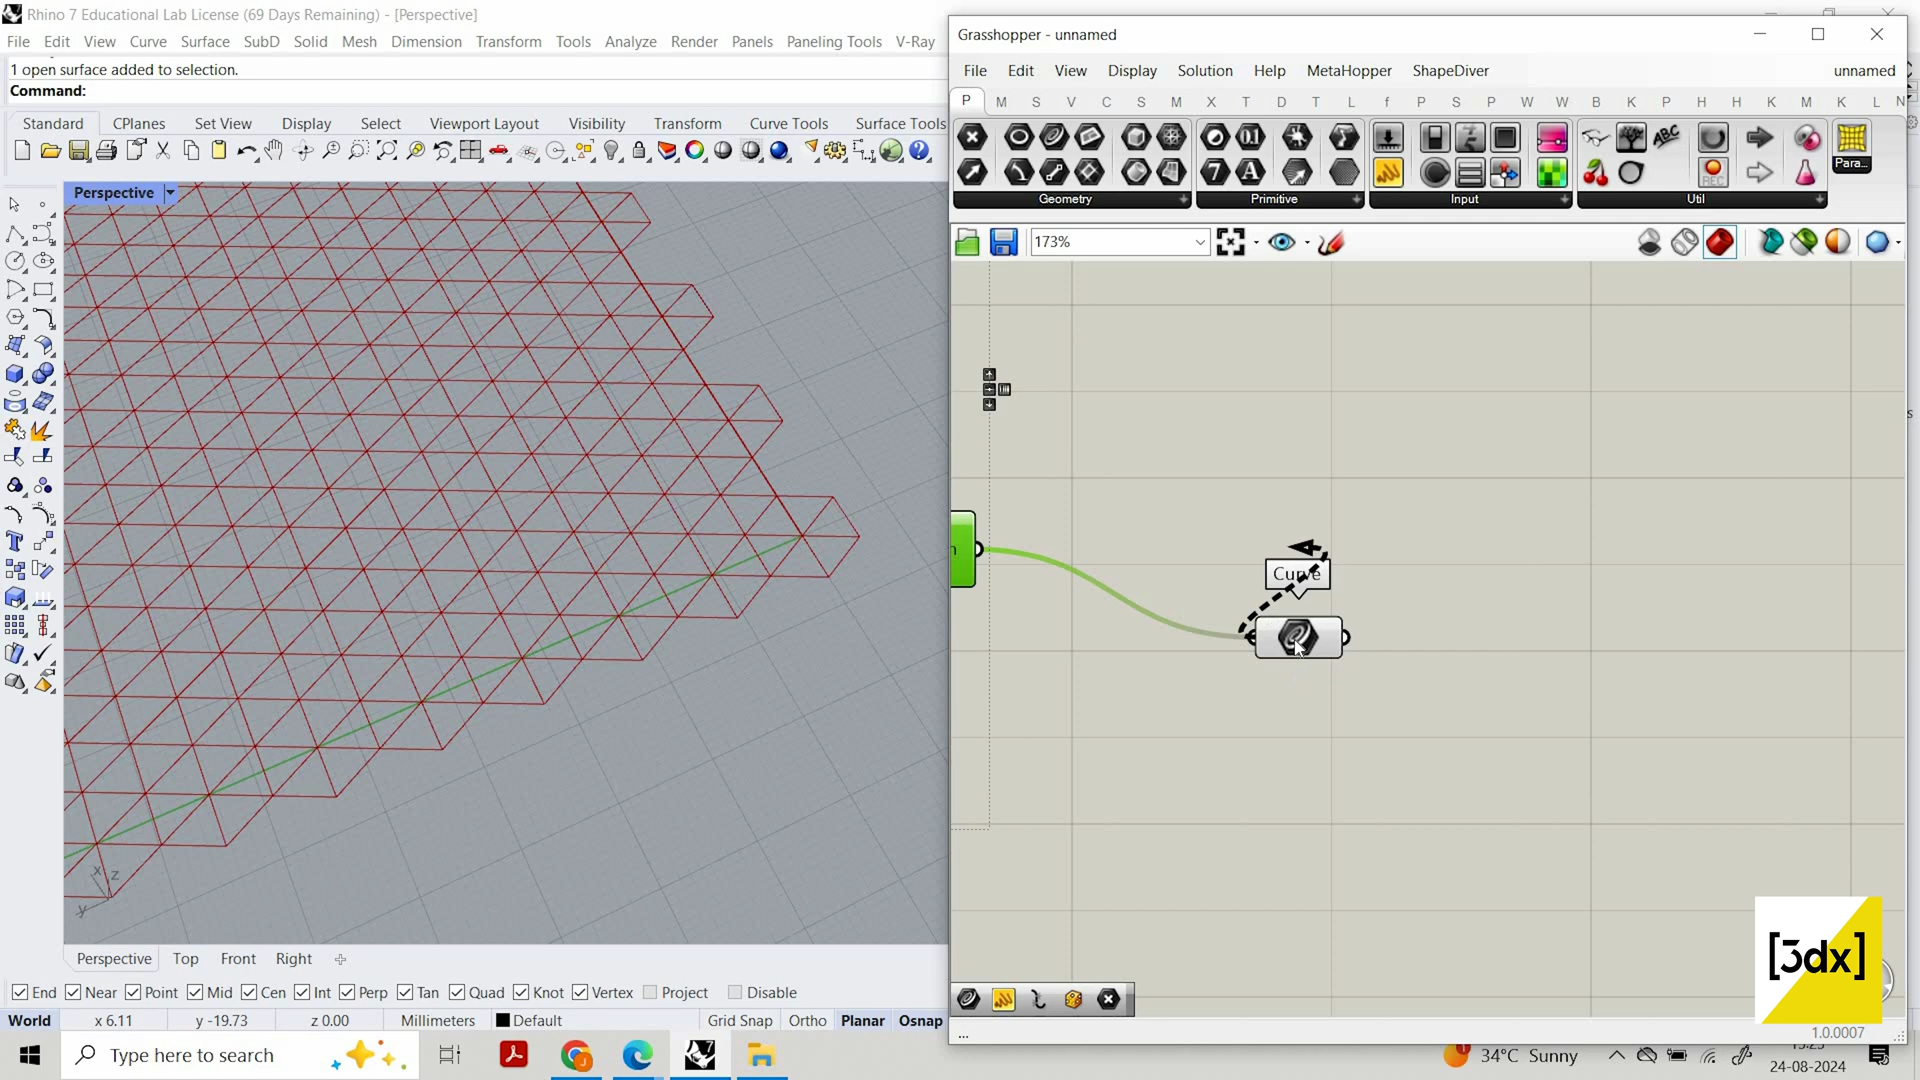 Rhino 7 Educational Lab License (69 Days Remaining) - [Perspective]
File Edit View Curve Surface SubD Solid Mesh Dimension Transform Tools Analyze Render Panels Paneling Tools V-Ray
1 open surface added to selection.
Command:
Standard CPlanes Set View Display Select Viewport Layout Visibility Transform Curve Tools Surface Tools
Perspective
x z
y
Perspective Top Front Right
End Near Point Mid Cen Int Perp Tan Quad Knot Vertex Project Disable
World x 6.11 y -19.73 z 0.00 Millimeters Default Grid Snap Ortho Planar Osnap
Grasshopper - unnamed
File Edit View Display Solution Help MetaHopper ShapeDiver unnamed
P M S V C S M X T D T L f P S P W W B K P H H K M K L N
Para...
Geometry Primitive Input Util
173%
Curve
[3dx]
...
1.0.0007
Type here to search
34°C Sunny
24-08-2024